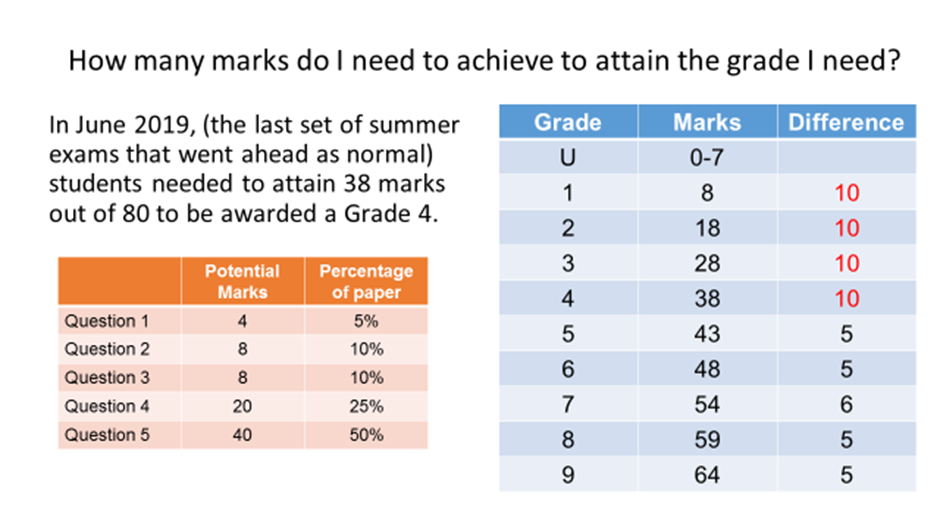 How many marks do I need to achieve to attain the grade I need?
In June 2019, (the last set of summer
exams that went ahead as normal)
students needed to attain 38 marks
out of 80 to be awarded a Grade 4.
Potential Marks Percentage of paper
Question 1 4 5%
Question 2 8 10%
Question 3 8 10%
Question 4 20 25%
Question 5 40 50%
Grade Marks Difference
U 0-7
1 8 10
2 18 10
3 28 10
4 38 10
5 43 5
6 48 5
7 54 6
8 59 5
9 64 5